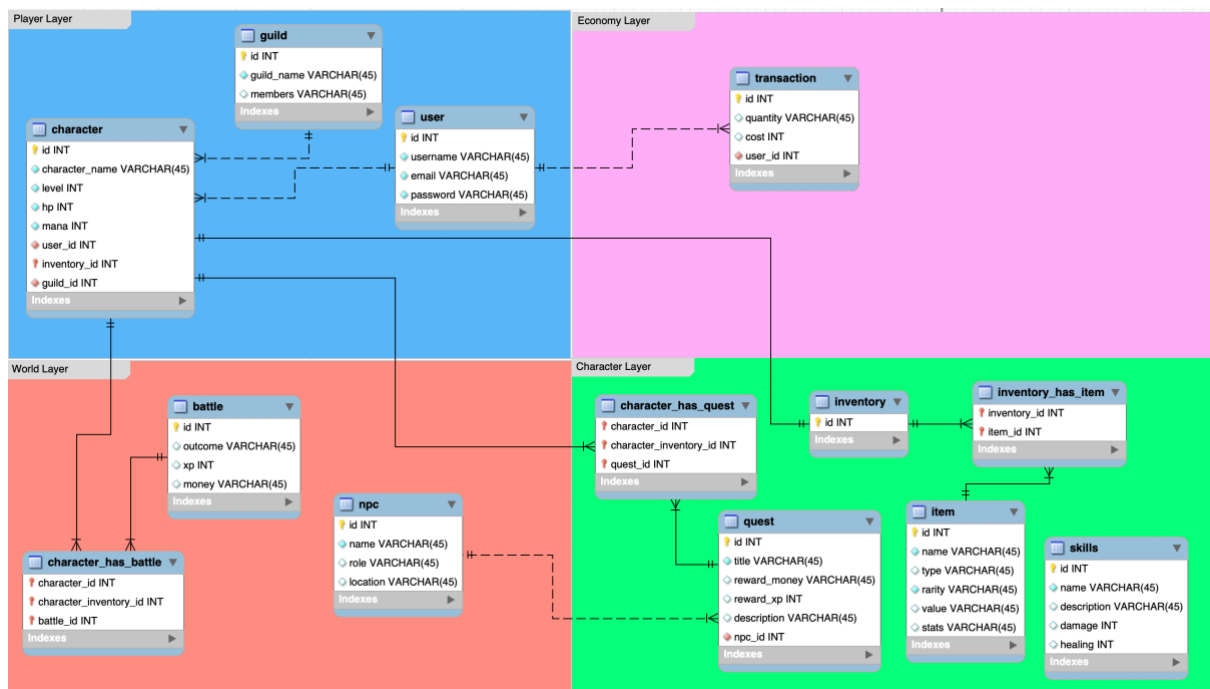 Player Layer
guild
id INT
guild_name VARCHAR(45)
members VARCHAR(45)
Indexes
user
id INT
username VARCHAR(45)
email VARCHAR(45)
password VARCHAR(45)
Indexes
character
id INT
character_name VARCHAR(45)
level INT
hp INT
mana INT
user_id INT
inventory_id INT
guild_id INT
Indexes
Economy Layer
transaction
id INT
quantity VARCHAR(45)
cost INT
user_id INT
Indexes
World Layer
battle
id INT
outcome VARCHAR(45)
xp INT
money VARCHAR(45)
Indexes
npc
id INT
name VARCHAR(45)
role VARCHAR(45)
location VARCHAR(45)
Indexes
character_has_battle
character_id INT
character_inventory_id INT
battle_id INT
Indexes
Character Layer
character_has_quest
character_id INT
character_inventory_id INT
quest_id INT
Indexes
inventory
id INT
Indexes
inventory_has_item
inventory_id INT
item_id INT
Indexes
quest
id INT
title VARCHAR(45)
reward_money VARCHAR(45)
reward_xp INT
description VARCHAR(45)
npc_id INT
Indexes
item
id INT
name VARCHAR(45)
type VARCHAR(45)
rarity VARCHAR(45)
value VARCHAR(45)
stats VARCHAR(45)
Indexes
skills
id INT
name VARCHAR(45)
description VARCHAR(45)
damage INT
healing INT
Indexes